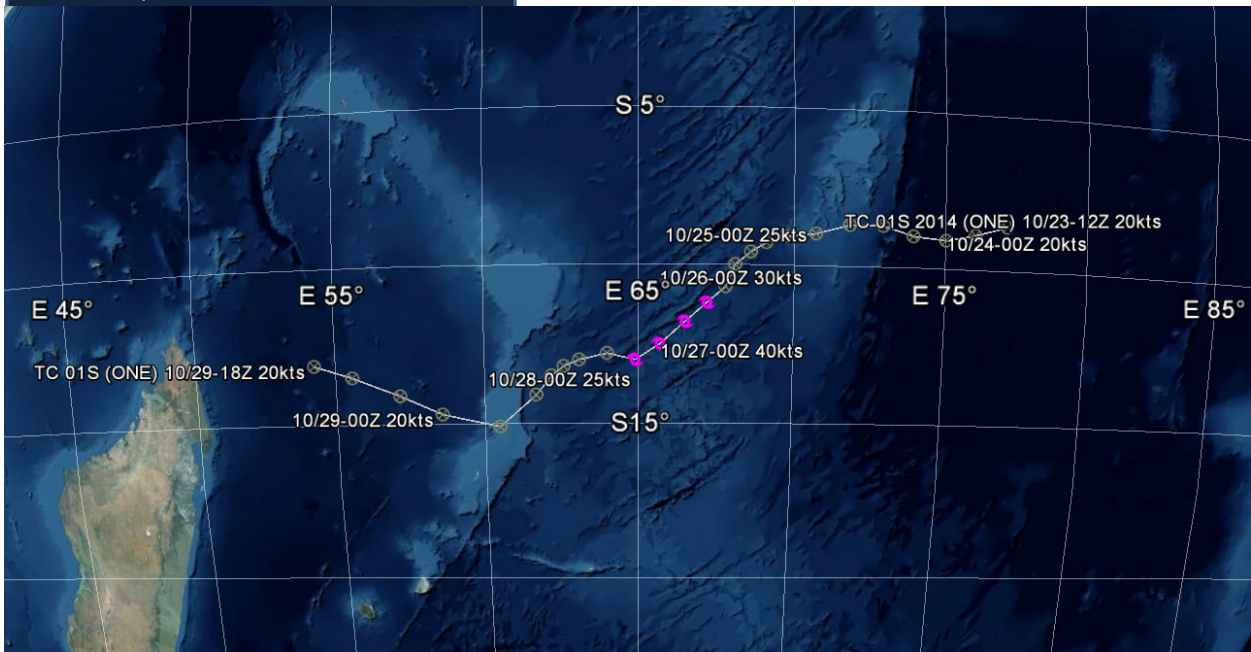 S 5°
TC 01S 2014 (ONE) 10/23-12Z 20kts
10/25-00Z 25kts
10/24-00Z 20kts
10/26-00Z 30kts
E 45°
E 55°
E 65°
E 75°
E 85°
10/27-00Z 40kts
TC 01S (ONE) 10/29-18Z 20kts
10/28-00Z 25kts
10/29-00Z 20kts
S15°